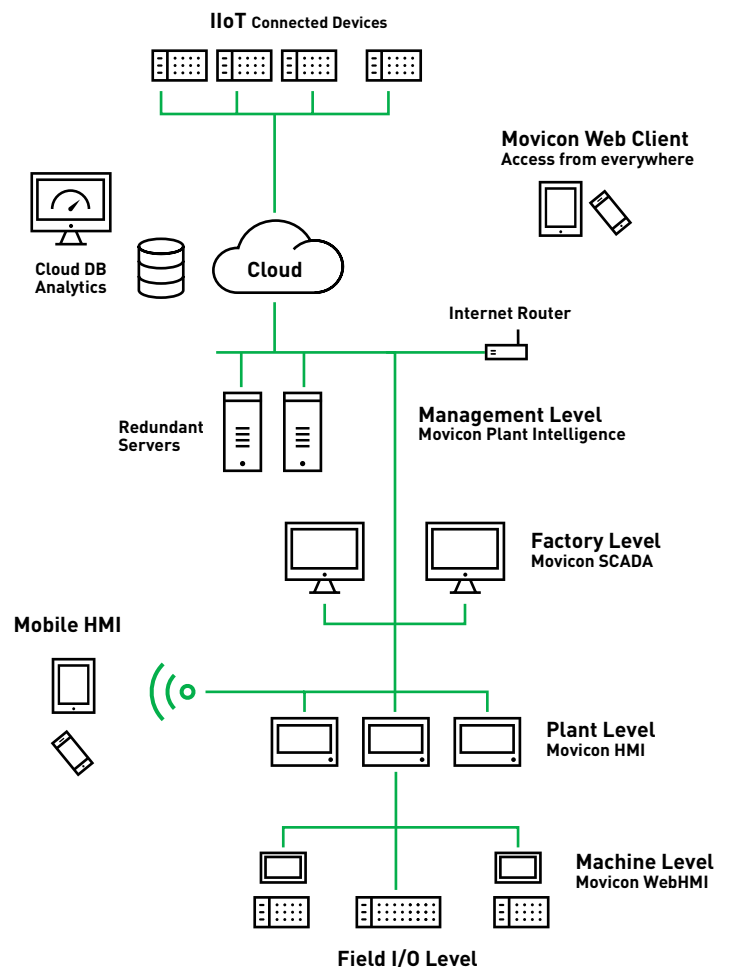 IIoT Connected Devices
Movicon Web Client
Access from everywhere
Cloud DB
Analytics
Cloud
Internet Router
Redundant
Servers
Management Level
Movicon Plant Intelligence
Factory Level
Movicon SCADA
Mobile HMI
Plant Level
Movicon HMI
Machine Level
Movicon WebHMI
Field I/O Level